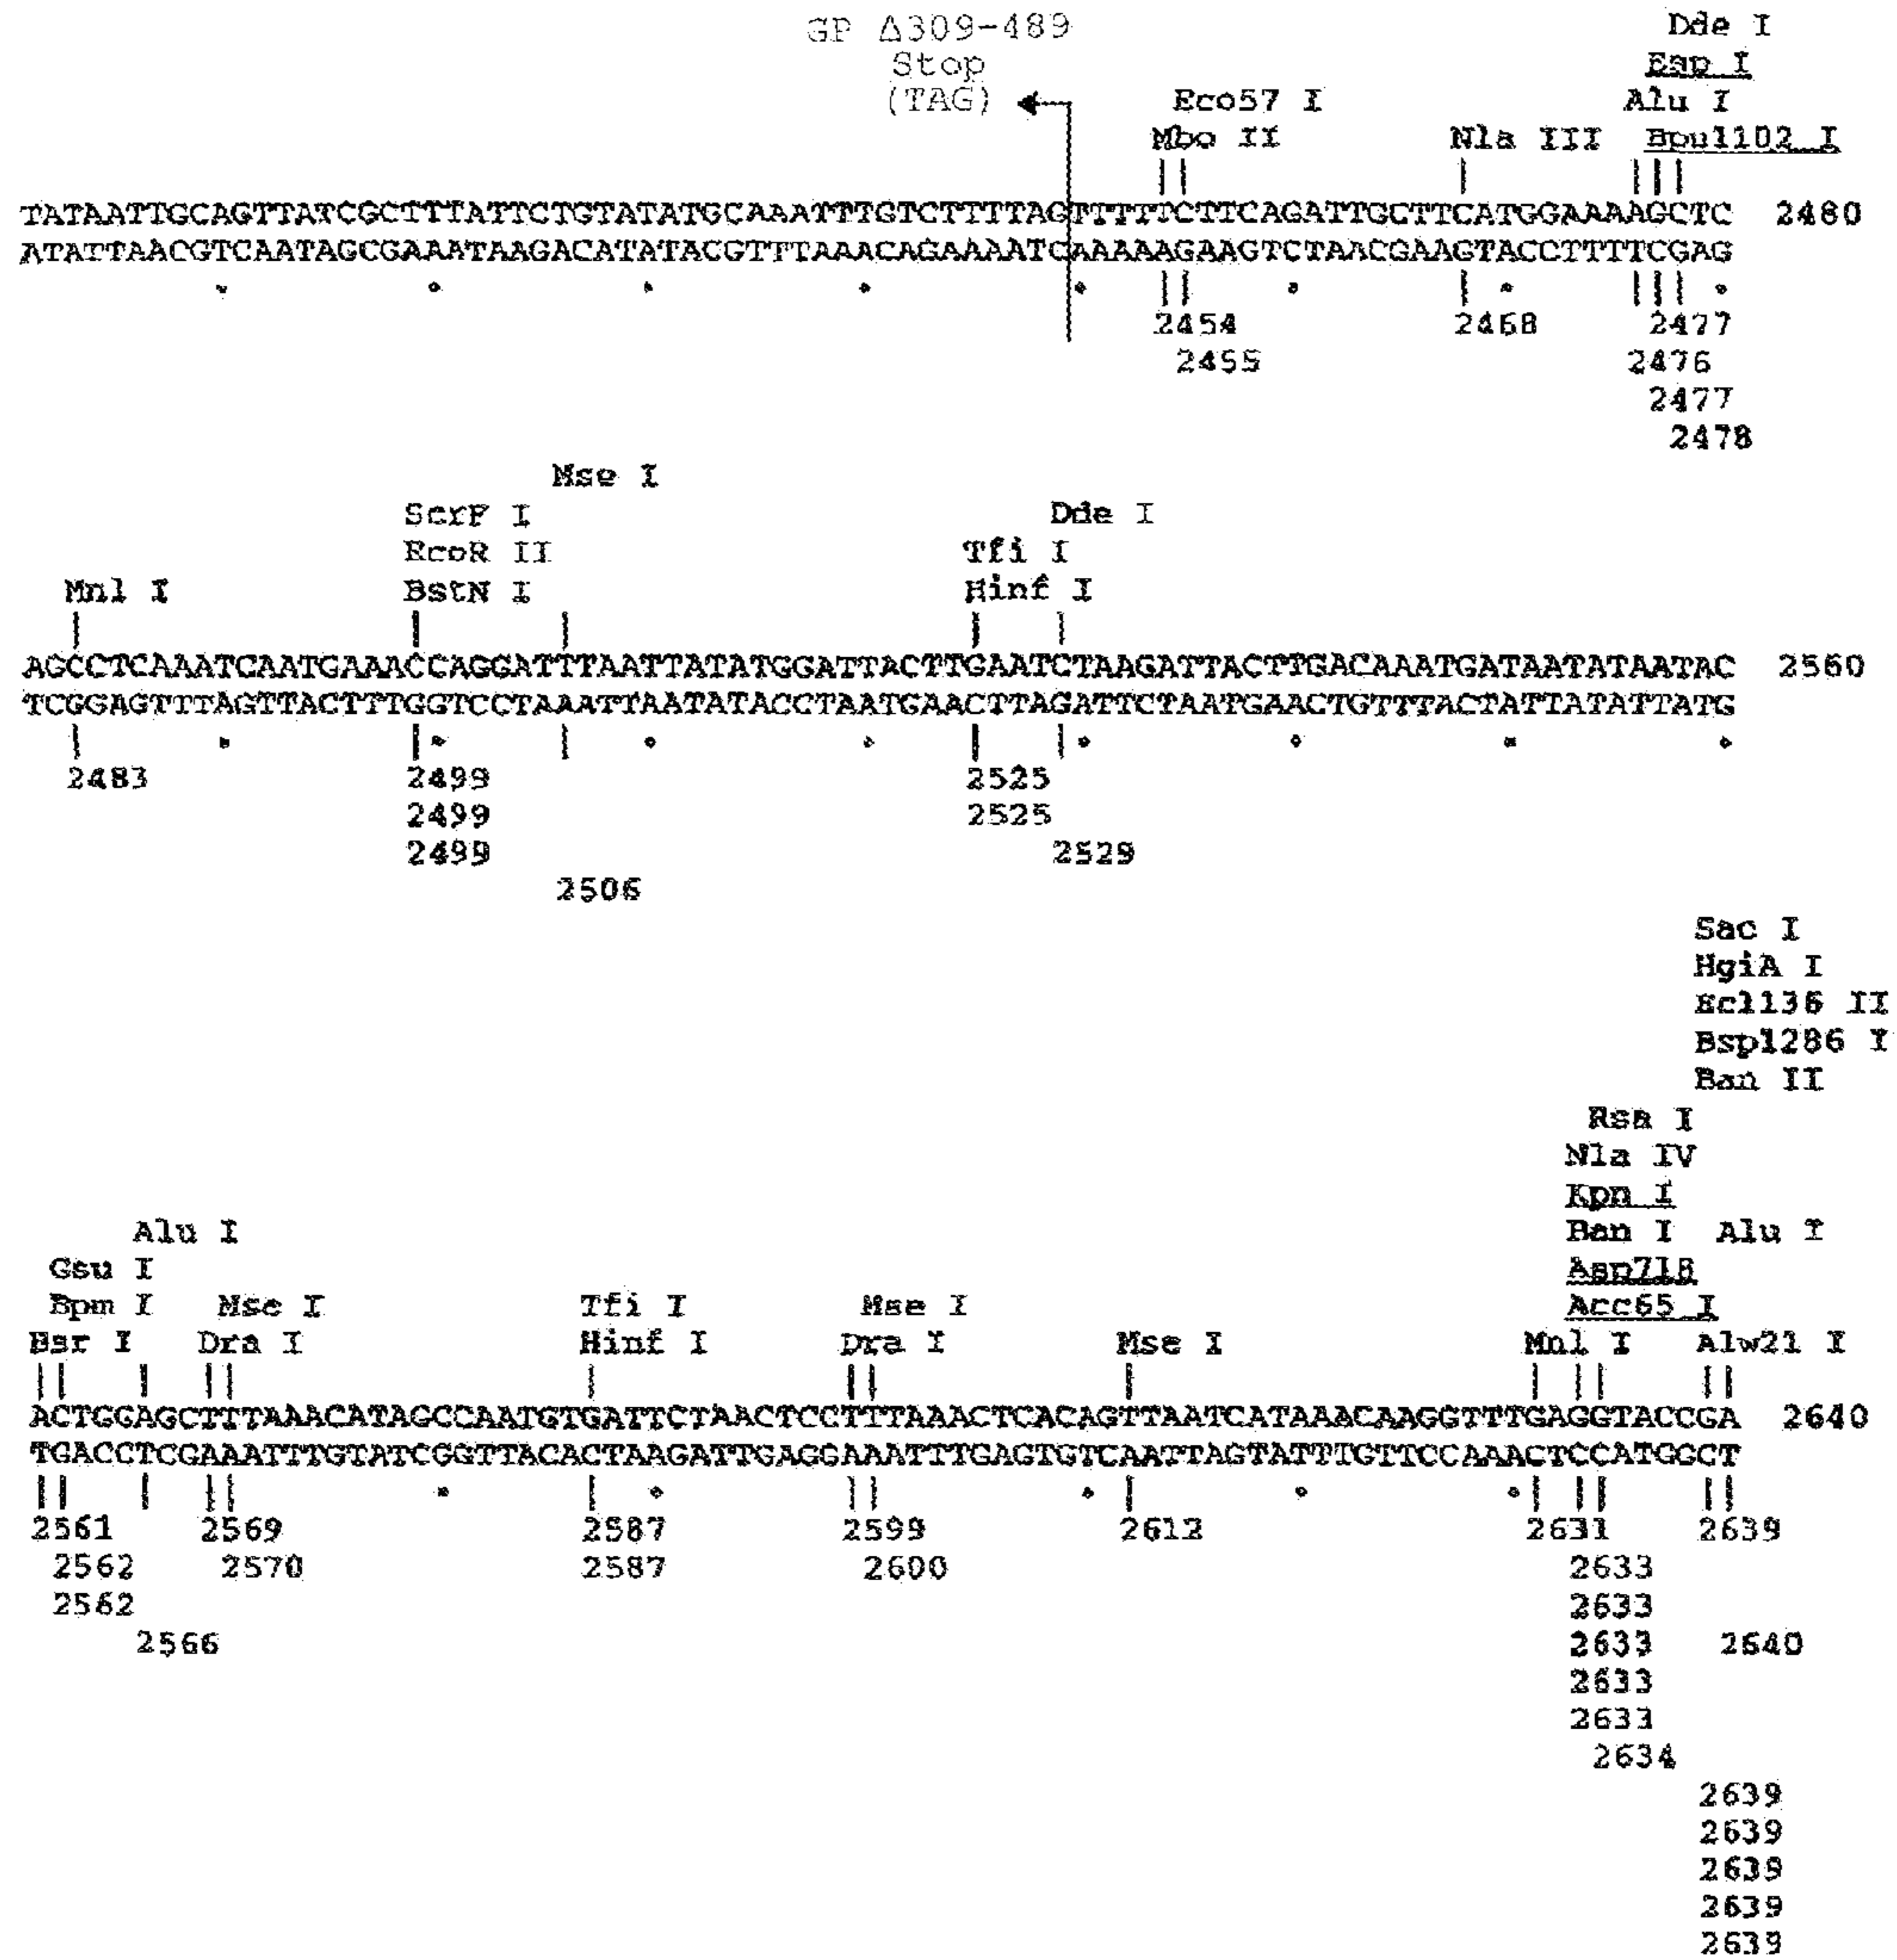 GP Δ309-489
Stop
(TAG)
Dde I
Esp I
Eco57 I Alu I
Mbo II Nla III Bpu1102 I
TATAATTGCAGTTATCGCTTTATTCTGTATATGCAAATTTGTCTTTTAGTTTTTCTTCAGATTGCTTCATGGAAAAGCTC 2480
ATATTAACGTCAATAGCGAAATAAGACATATACGTTTAAACAGAAAATCAAAAAGAAGTCTAACGAAGTACCTTTTCGAG
2454 2468 2477
2455 2476
2477
2478
Mse I
ScrF I Dde I
EcoR II Tfi I
Mnl I BstN I Hinf I
AGCCTCAAATCAATGAAACCAGGATTTAATTATATGGATTACTTGAATCTAAGATTACTTGACAAATGATAATATAATAC 2560
TCGGAGTTTAGTTACTTTGGTCCTAAATTAATATACCTAATGAACTTAGATTCTAATGAACTGTTTACTATTATATTATG
2483 2499 2525
2499 2525
2499 2529
2506
Sac I
HgiA I
Ecl136 II
Bsp1286 I
Ban II
Rsa I
Nla IV
Kpn I
Alu I Ban I Alu I
Gsu I Asp718
Bpm I Mse I Tfi I Mse I Acc65 I
Bsr I Dra I Hinf I Dra I Mse I Mnl I Alw21 I
ACTGGAGCTTTAAACATAGCCAATGTGATTCTAACTCCTTTAAACTCACAGTTAATCATAAACAAGGTTTGAGGTACCGA 2640
TGACCTCGAAATTTGTATCGGTTACACTAAGATTGAGGAAATTTGAGTGTCAATTAGTATTTGTTCCAAACTCCATGGCT
2561 2569 2587 2599 2612 2631 2639
2562 2570 2587 2600 2633
2562 2633
2566 2633 2640
2633
2633
2634
2639
2639
2639
2639
2639